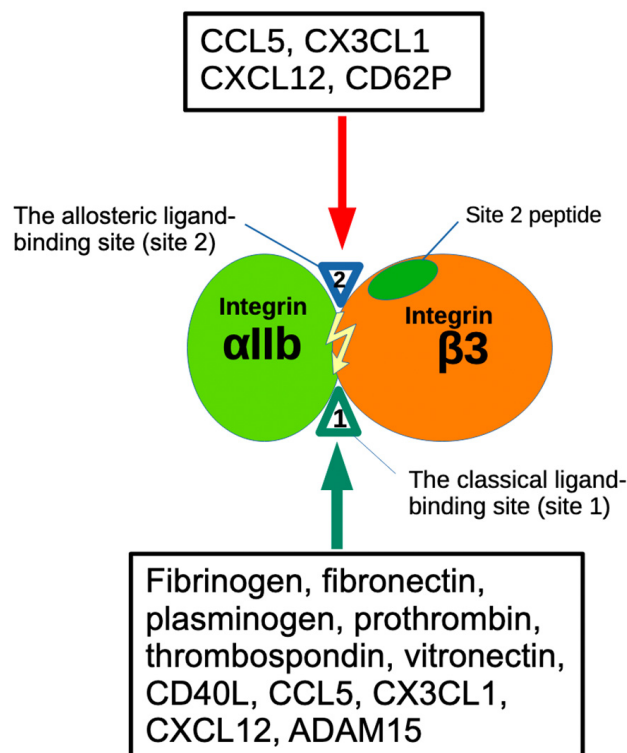 CCL5, CX3CL1
CXCL12, CD62P
The allosteric ligand-
binding site (site 2)
Site 2 peptide
2
Integrin
αIIb
Integrin
β3
1
The classical ligand-
binding site (site 1)
Fibrinogen, fibronectin,
plasminogen, prothrombin,
thrombospondin, vitronectin,
CD40L, CCL5, CX3CL1,
CXCL12, ADAM15